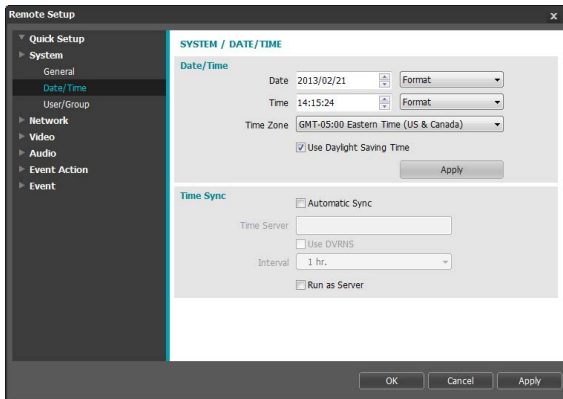 Remote Setup
x
Quick Setup
System
General
Date/Time
User/Group
Network
Video
Audio
Event Action
Event
SYSTEM / DATE/TIME
Date/Time
Date 2013/02/21 Format
Time 14:15:24 Format
Time Zone GMT-05:00 Eastern Time (US & Canada)
Use Daylight Saving Time
Apply
Time Sync
Automatic Sync
Time Server
Use DVRNS
Interval 1 hr.
Run as Server
OK Cancel Apply